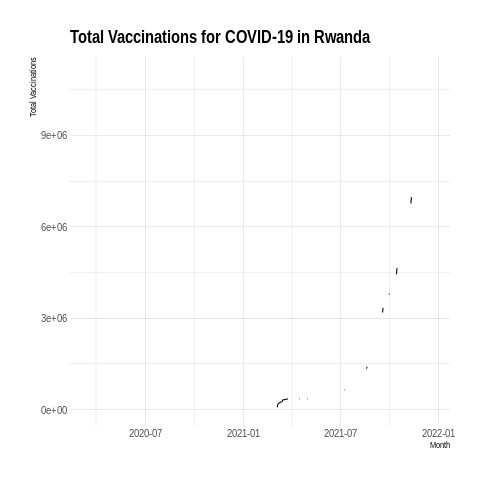 Total Vaccinations for COVID-19 in Rwanda
Total Vaccinations
9e+06
6e+06
3e+06
0e+00
2020-07 2021-01 2021-07 2022-01
Month